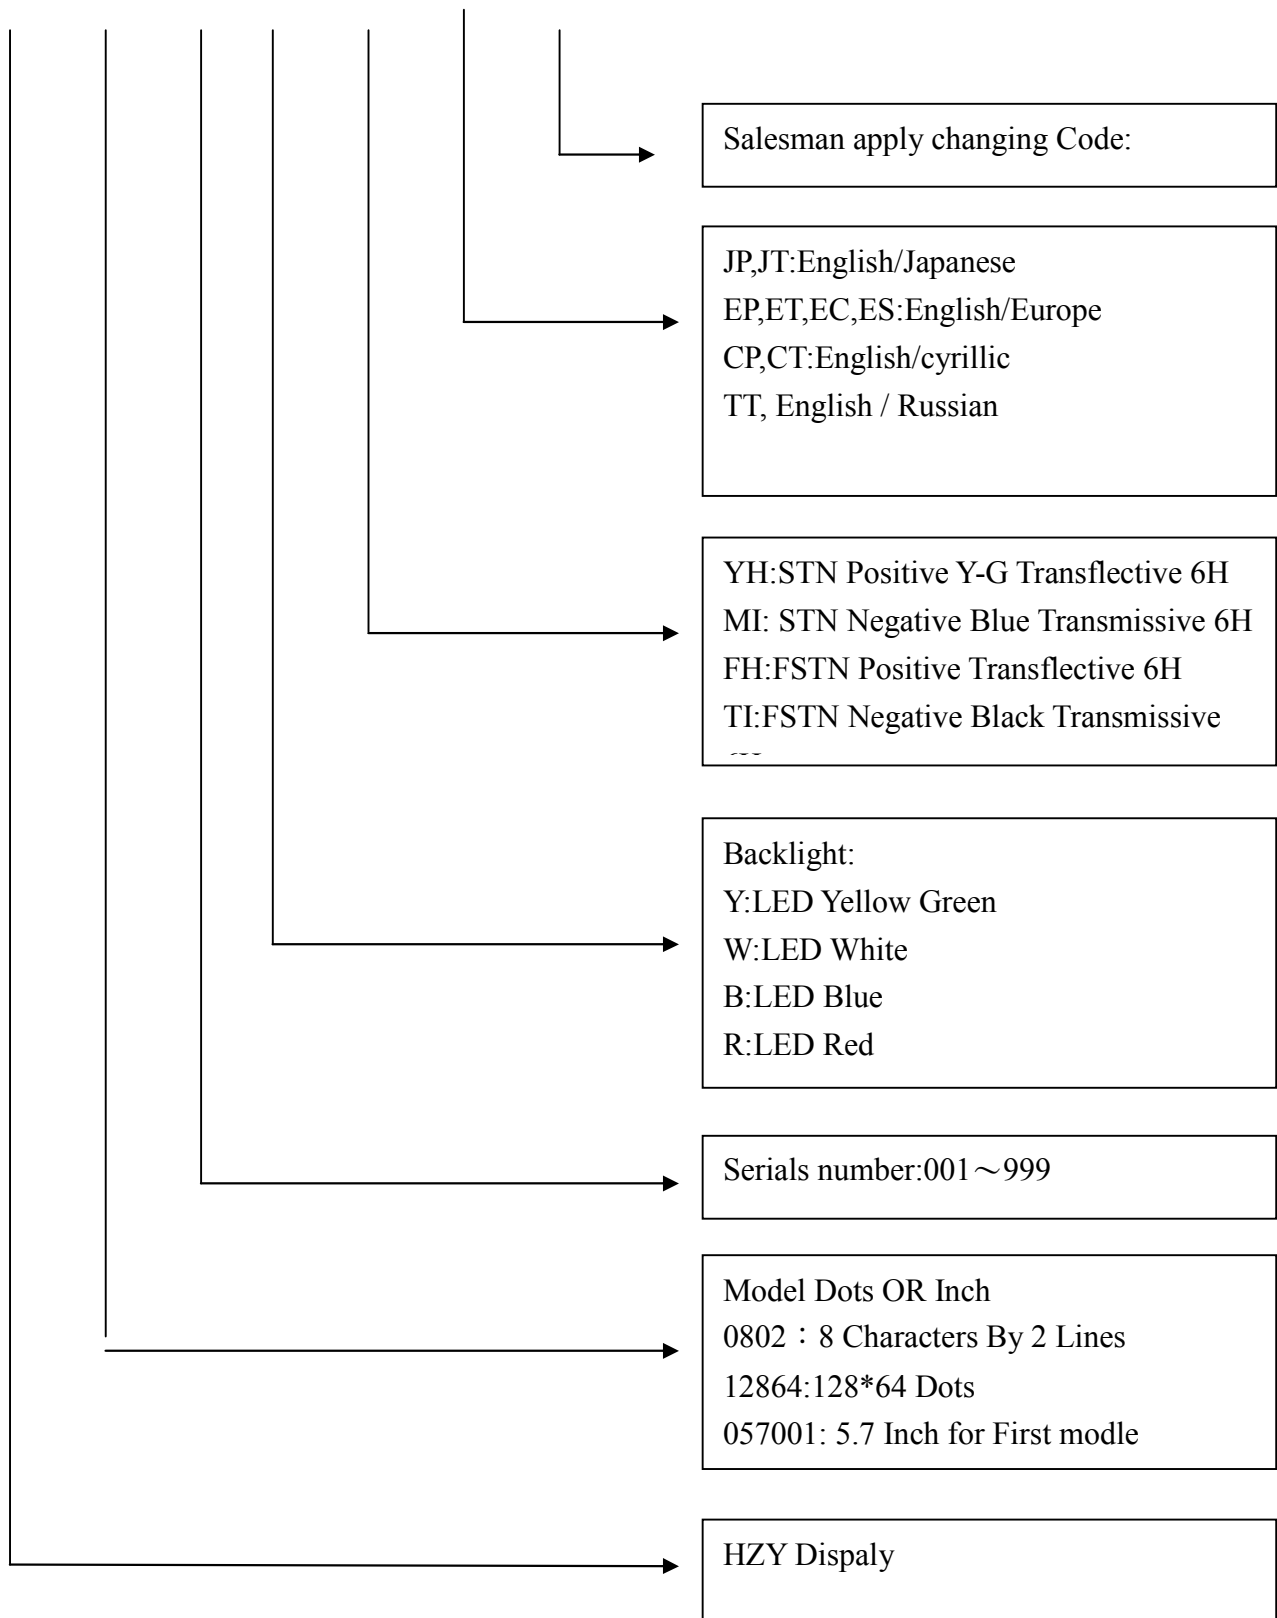 Salesman apply changing Code:
JP,JT:English/Japanese
EP,ET,EC,ES:English/Europe
CP,CT:English/cyrillic
TT, English / Russian
YH:STN Positive Y-G Transflective 6H
MI: STN Negative Blue Transmissive 6H
FH:FSTN Positive Transflective 6H
TI:FSTN Negative Black Transmissive
Backlight:
Y:LED Yellow Green
W:LED White
B:LED Blue
R:LED Red
Serials number:001～999
Model Dots OR Inch
0802：8 Characters By 2 Lines
12864:128*64 Dots
057001: 5.7 Inch for First modle
HZY Dispaly